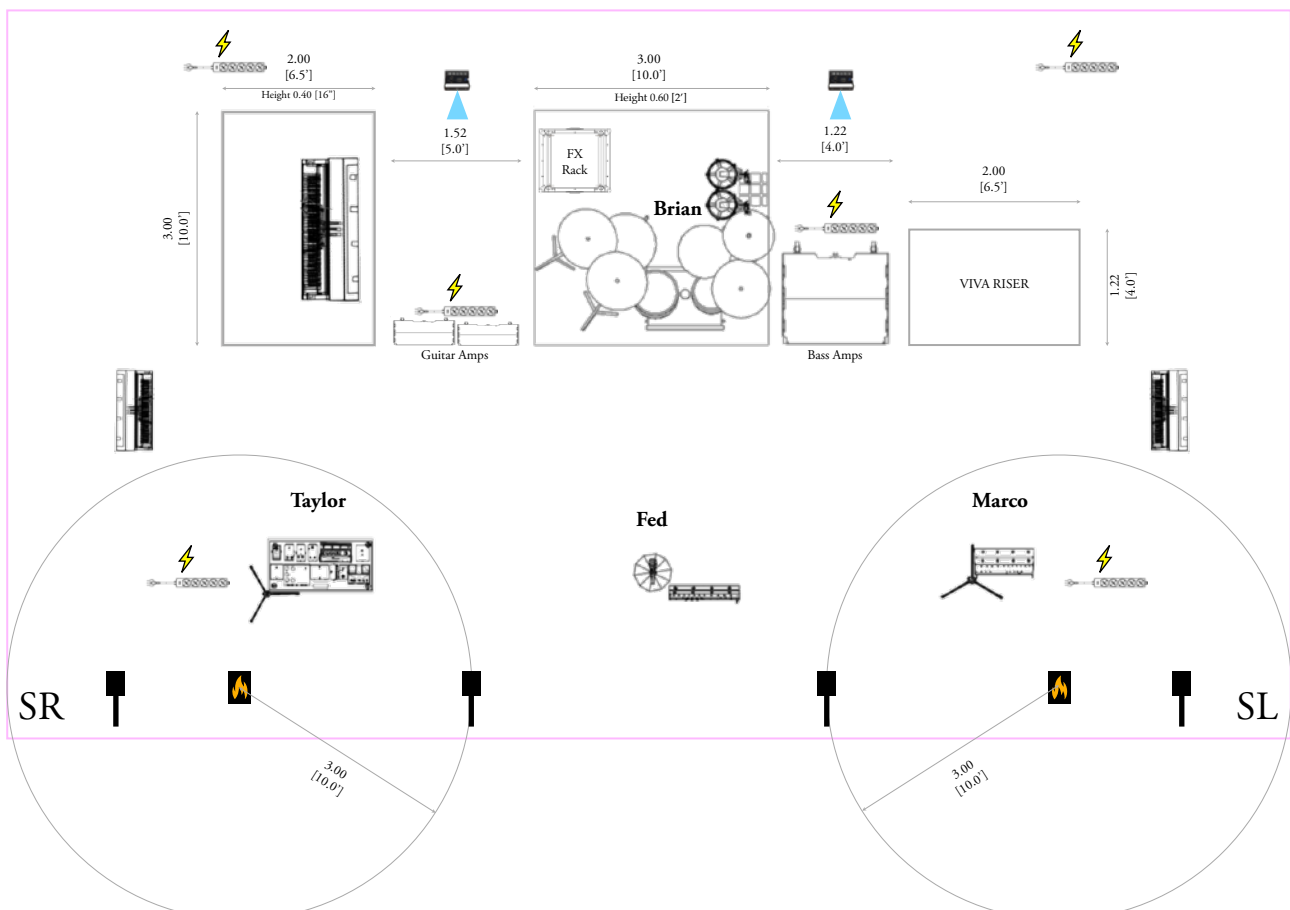 2.00
[6.5’]
Height 0.40 [16”]
3.00
[10.0’]
Height 0.60 [2’]
1.52
[5.0’]
1.22
[4.0’]
2.00
[6.5’]
3.00
[10.0’]
FX
Rack
Brian
VIVA RISER
1.22
[4.0’]
Guitar Amps
Bass Amps
Taylor
Fed
Marco
SR
SL
3.00
[10.0’]
3.00
[10.0’]